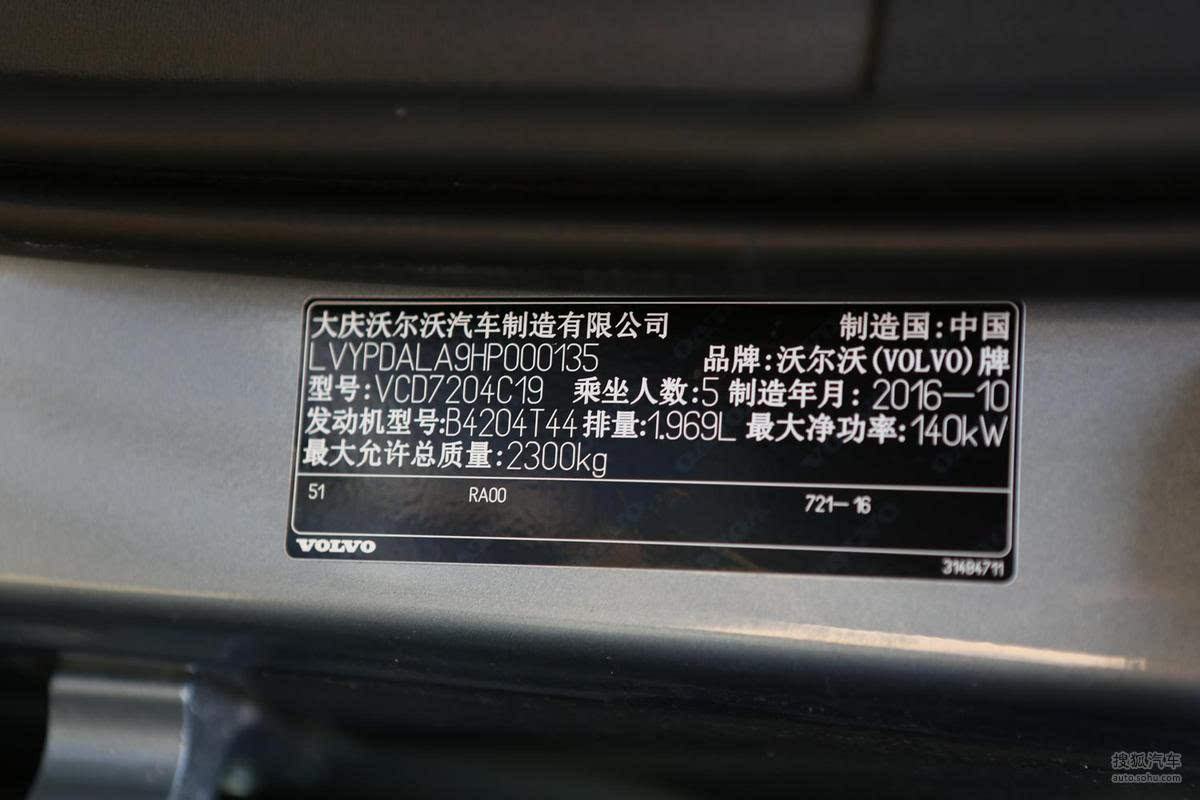 大庆沃尔沃汽车制造有限公司 制造国:中国
LVYPDALA9HP000135 品牌:沃尔沃(VOLVO)牌
型号:VCD7204C19 乘坐人数:5 制造年月: 2016-10
发动机型号:B4204T44 排量:1.969L 最大净功率:140kW
最大允许总质量:2300kg
51 RA00 721-16
VOLVO
31484711
搜狐汽车
auto.sohu.com